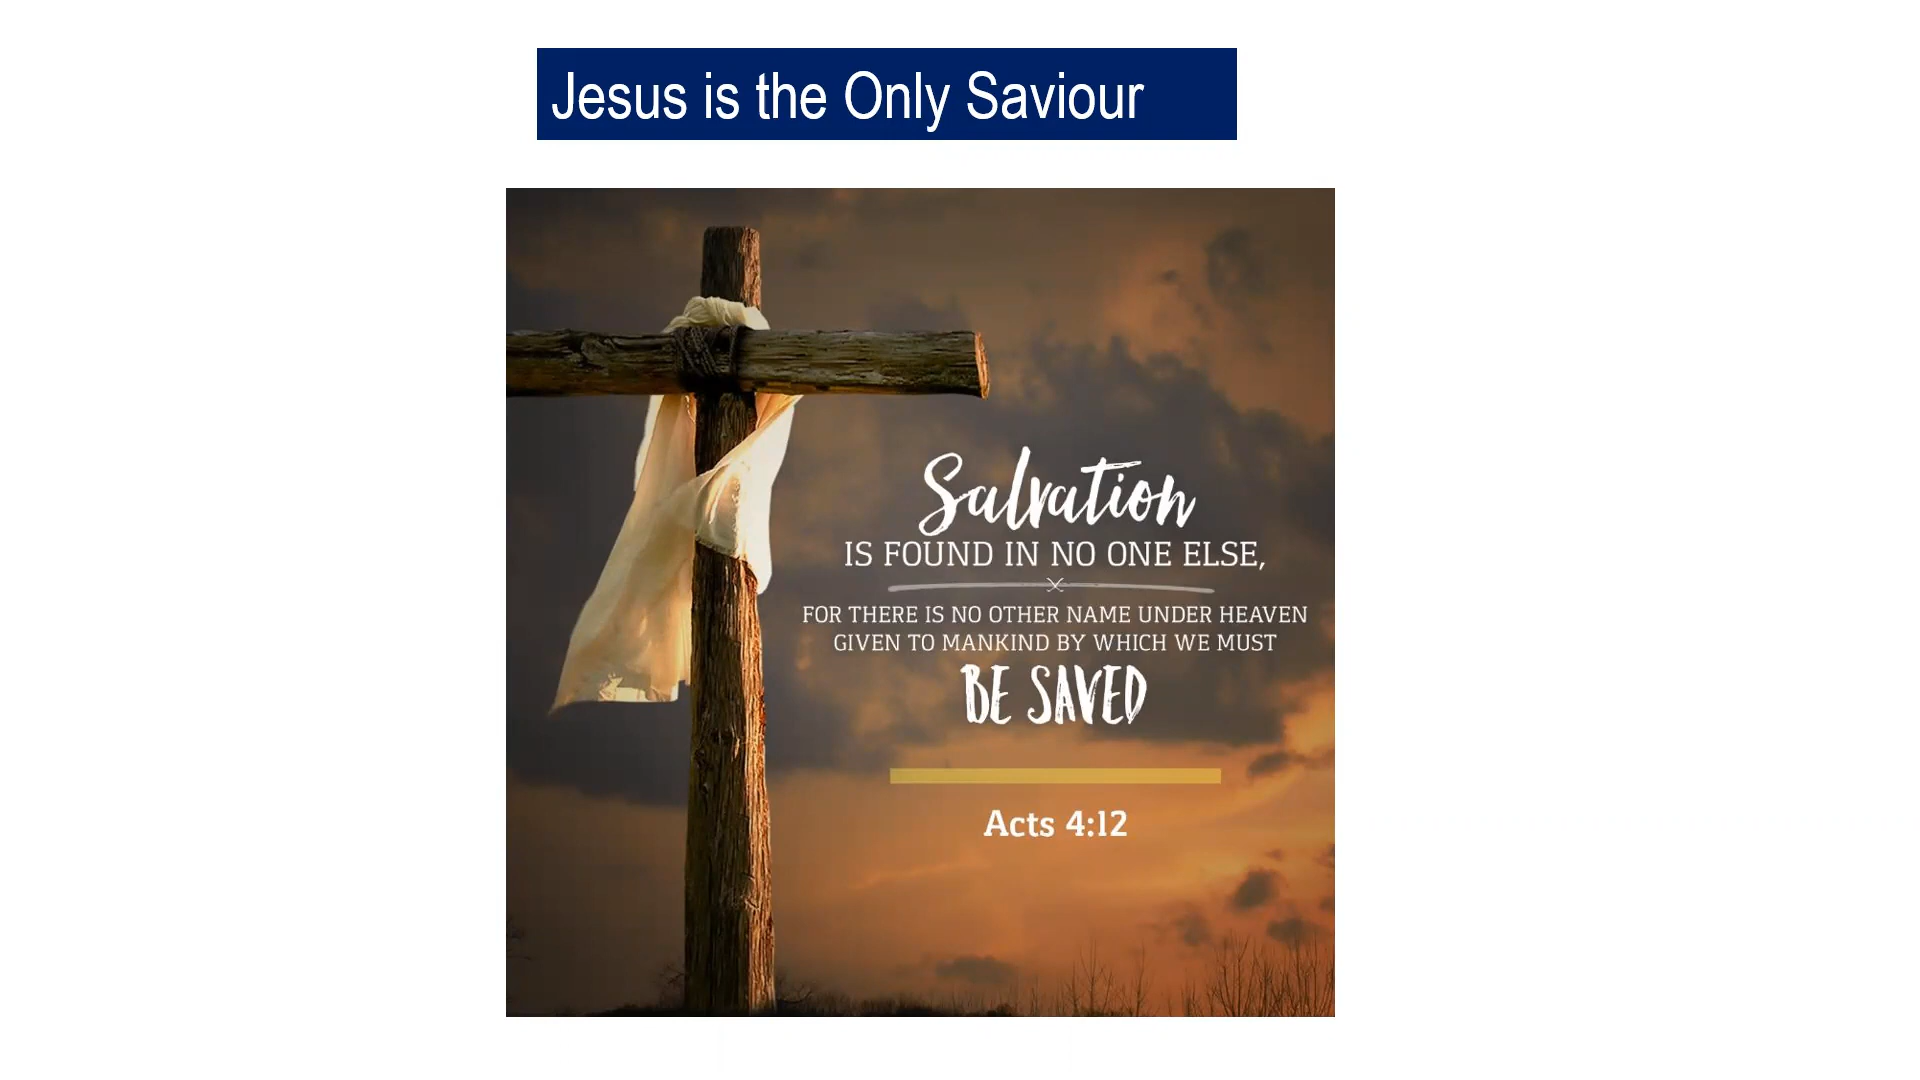 Jesus is the Only Saviour
Salvation
IS FOUND IN NO ONE ELSE,
FOR THERE IS NO OTHER NAME UNDER HEAVEN
GIVEN TO MANKIND BY WHICH WE MUST
BE SAVED
Acts 4:12